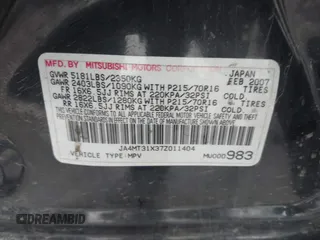 MFD BY MITSUBISHI MOTORS CORPORATION JAPAN
GVWR 5181LBS/2350KG FEB 2007
GAWR 2403LBS/1090KG WITH P215/70R16
FR 16X6.5JJ RIMS AT 220KPA/32PSI COLD
GAWR 2822LBS/1280KG WITH P215/70R16
RR 16X6.5JJ RIMS AT 220KPA/32PSI COLD
JA4MT31X37Z011404
VEHICLE TYPE: MPV MU000983
DREAMBID